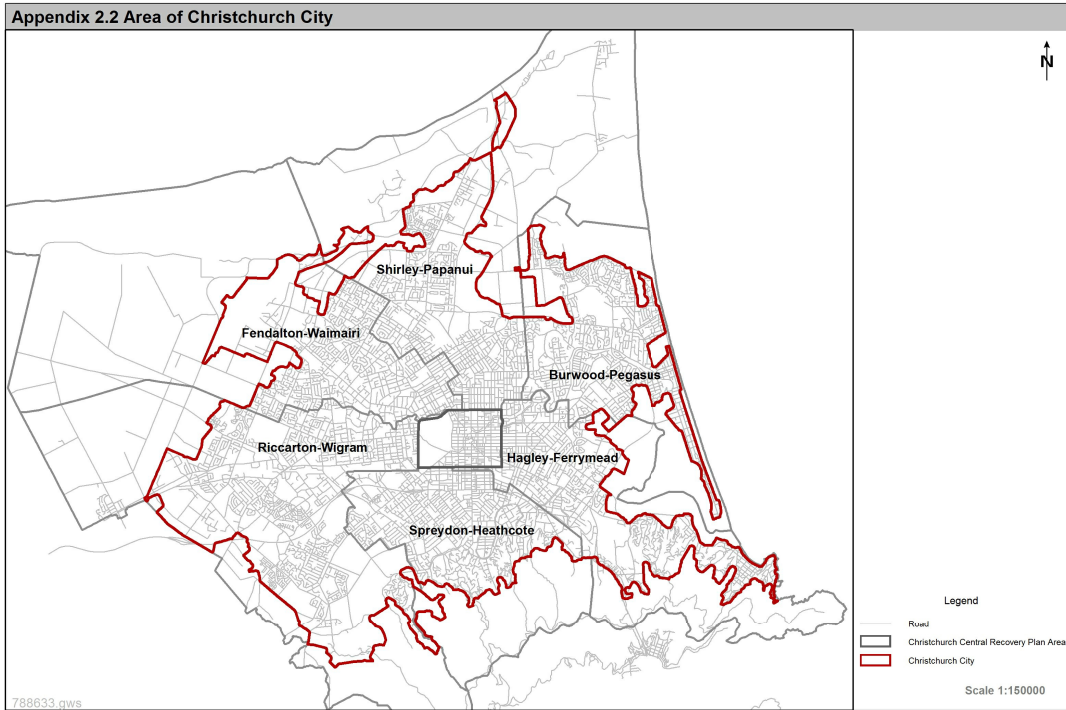 Appendix 2.2 Area of Christchurch City
N
Shirley-Papanui
Fendalton-Waimairi
Burwood-Pegasus
Riccarton-Wigram
Hagley-Ferrymead
Spreydon-Heathcote
Legend
Road
Christchurch Central Recovery Plan Area
Christchurch City
Scale 1:150000
788633.gws